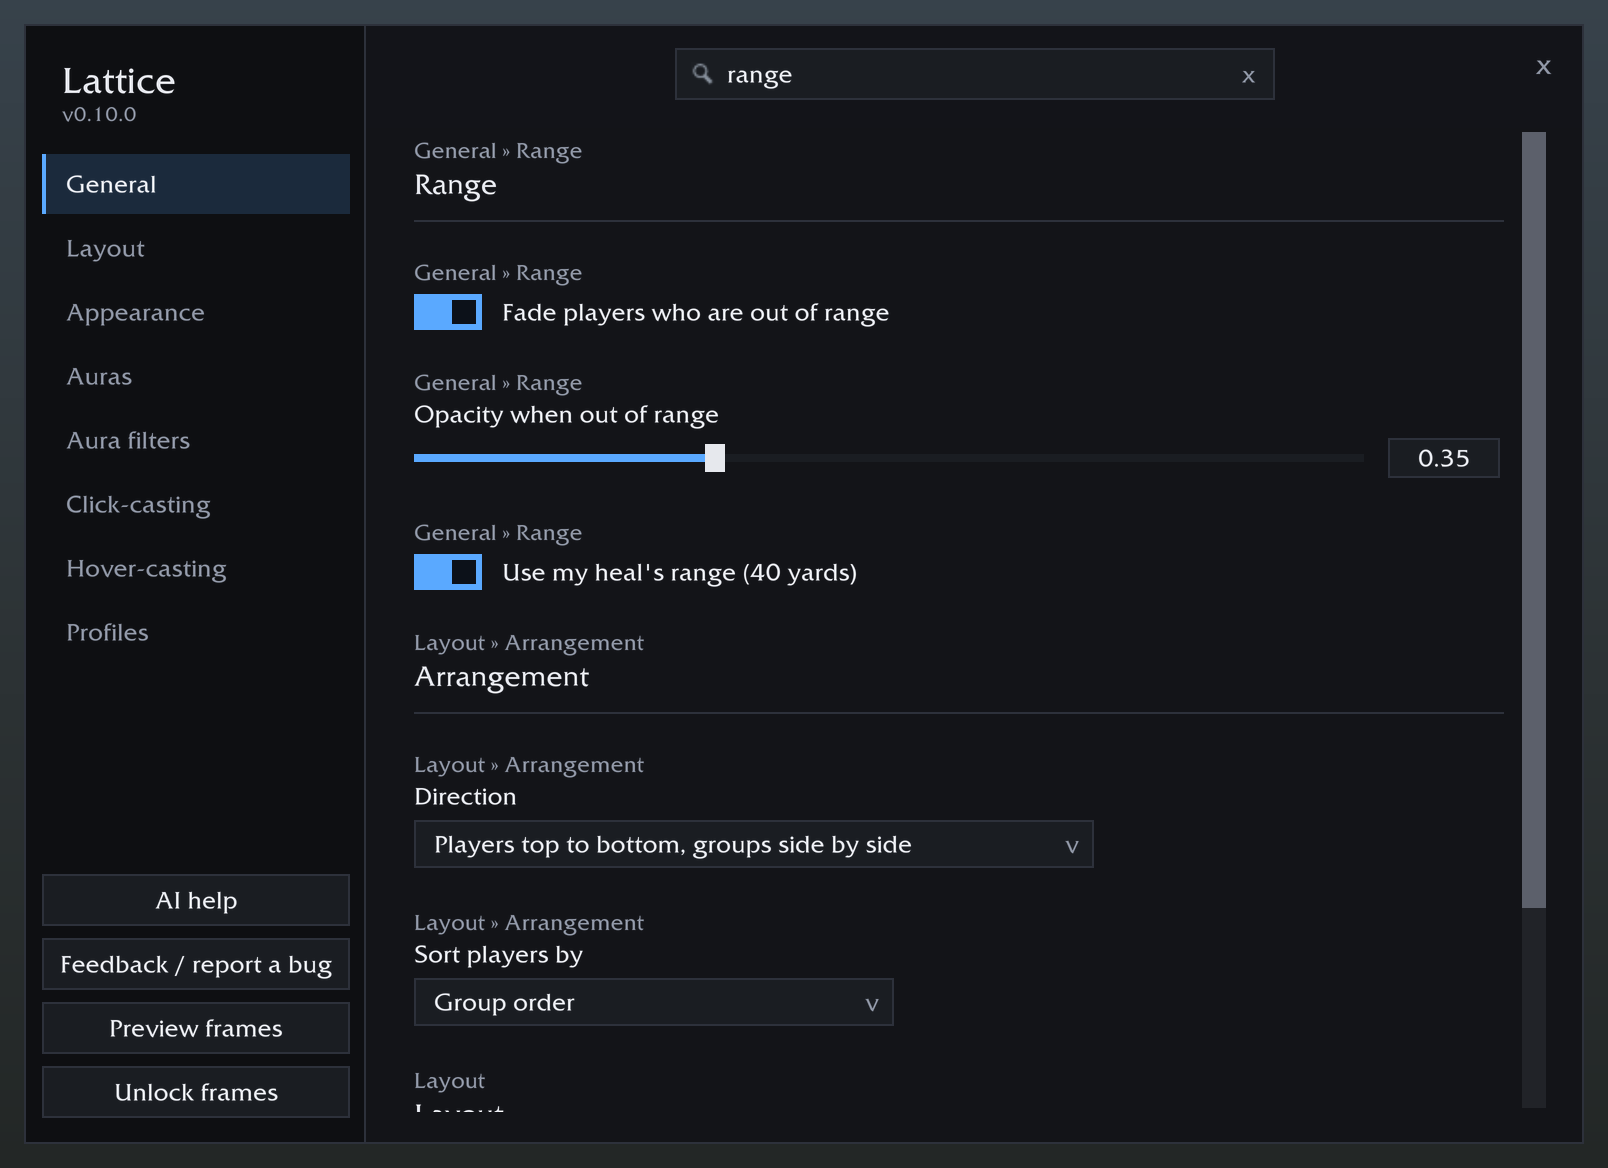 Lattice
v0.10.0
General
Layout
Appearance
Auras
Aura filters
Click-casting
Hover-casting
Profiles
AI help
Feedback / report a bug
Preview frames
Unlock frames
range
x
x
General » Range
Range
General » Range
Fade players who are out of range
General » Range
Opacity when out of range
0.35
General » Range
Use my heal's range (40 yards)
Layout » Arrangement
Arrangement
Layout » Arrangement
Direction
Players top to bottom, groups side by side
v
Layout » Arrangement
Sort players by
Group order
v
Layout
Layout